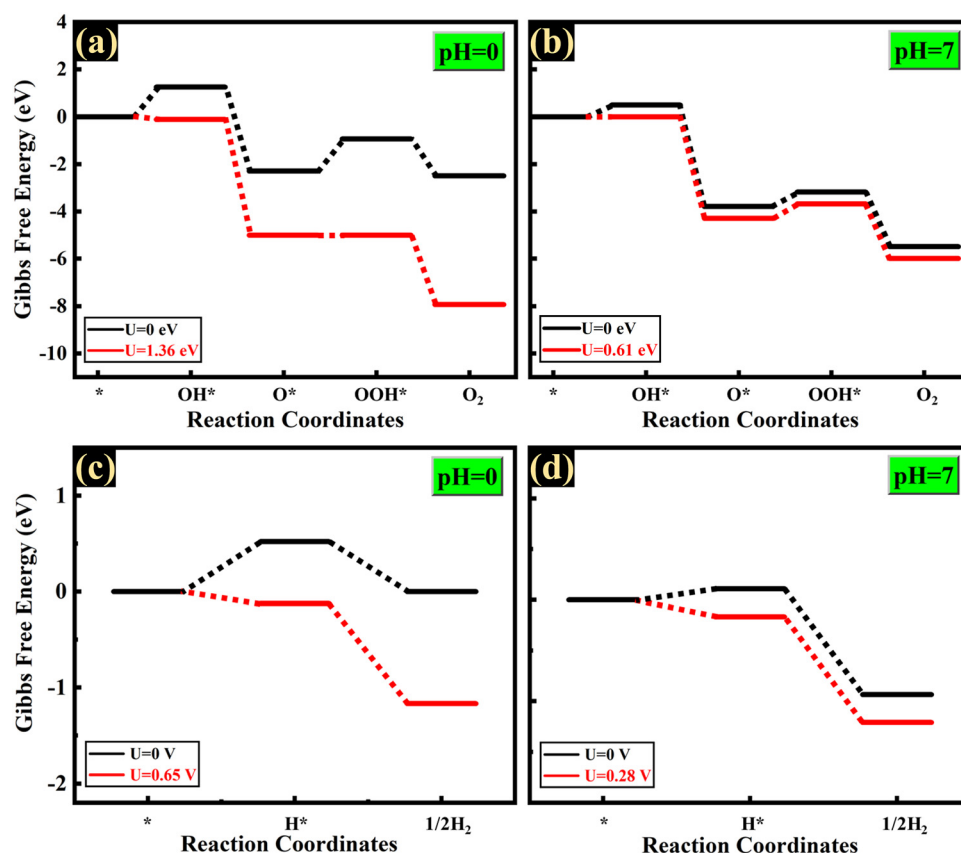 (a)
pH=0
4
2
0
-2
-4
-6
-8
-10
Gibbs Free Energy (eV)
U=0 eV
U=1.36 eV
* OH* O* OOH* O₂
Reaction Coordinates
(b)
pH=7
U=0 eV
U=0.61 eV
* OH* O* OOH* O₂
Reaction Coordinates
(c)
pH=0
1
0
-1
-2
Gibbs Free Energy (eV)
U=0 V
U=0.65 V
* H* 1/2H₂
Reaction Coordinates
(d)
pH=7
U=0 V
U=0.28 V
* H* 1/2H₂
Reaction Coordinates